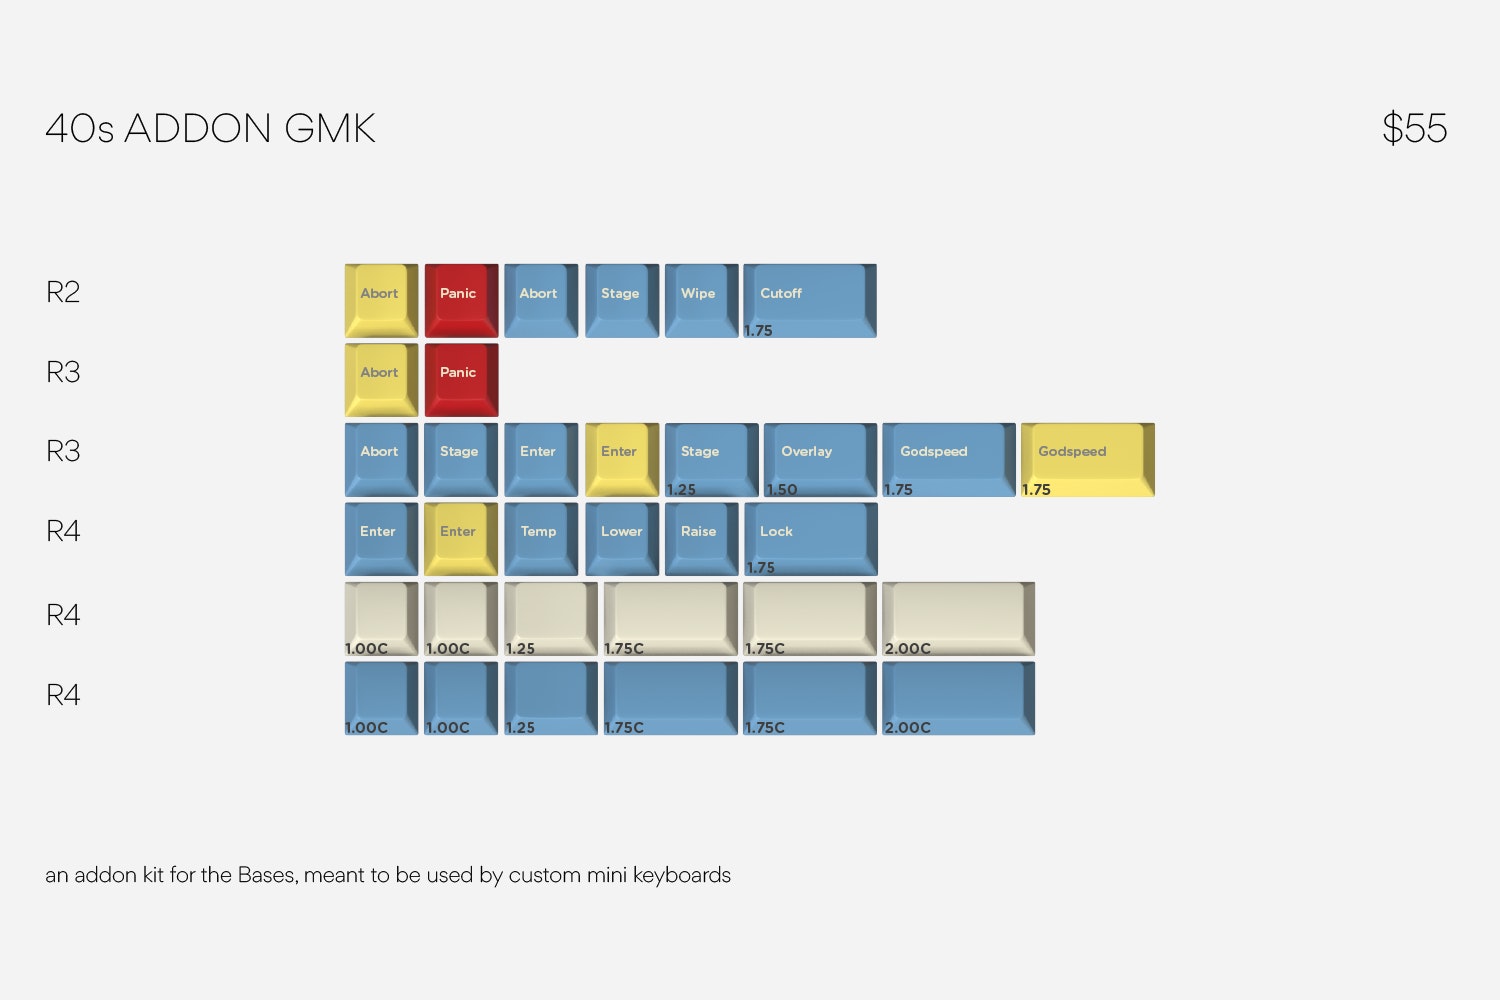 40s ADDON GMK $55
R2 Abort Panic Abort Stage Wipe Cutoff
1.75
R3 Abort Panic
R3 Abort Stage Enter Enter Stage Overlay Godspeed Godspeed
1.25 1.50 1.75 1.75
R4 Enter Enter Temp Lower Raise Lock
1.75
R4
1.00C 1.00C 1.25 1.75C 1.75C 2.00C
R4
1.00C 1.00C 1.25 1.75C 1.75C 2.00C
an addon kit for the Bases, meant to be used by custom mini keyboards